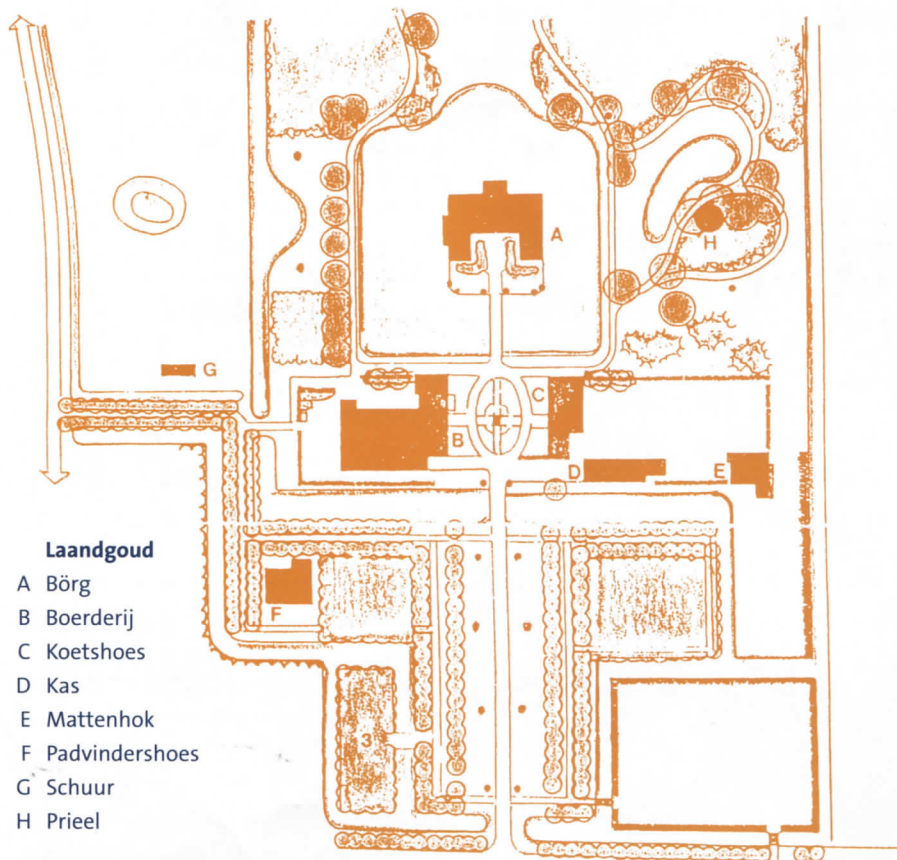 A
H
G
C
B
D
E
F
3
Laandgoud
A Börg
B Boerderij
C Koetshoes
D Kas
E Mattenhok
F Padvindershoes
G Schuur
H Prieel